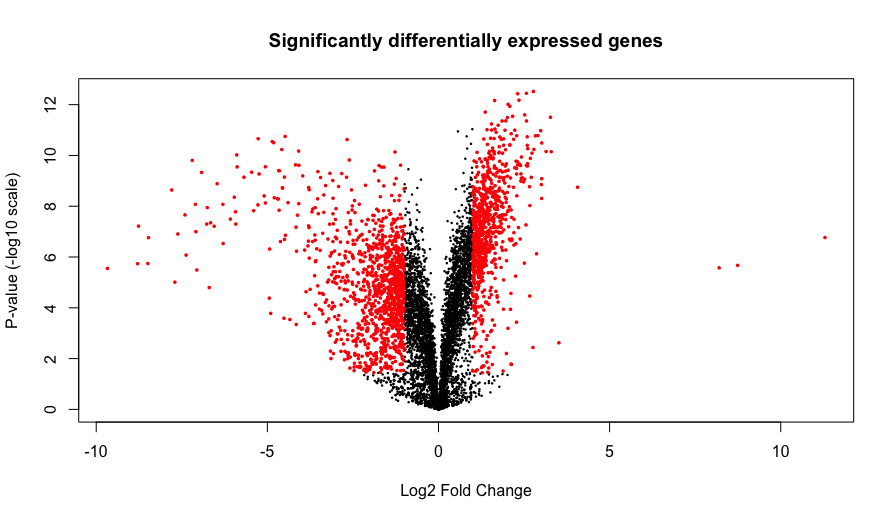 Significantly differentially expressed genes
P-value (-log10 scale)
12
10
8
6
4
2
0
-10 -5 0 5 10
Log2 Fold Change